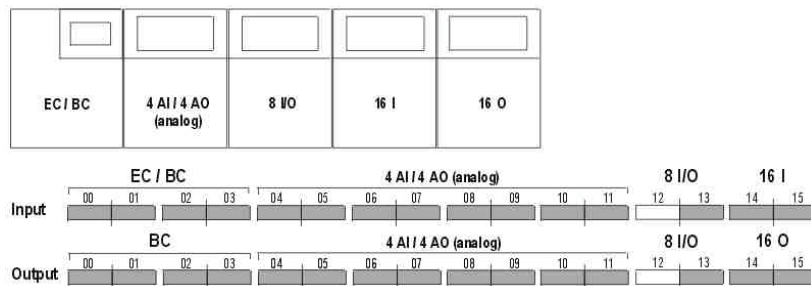 EC / BC
4 AI / 4 AO
(analog)
8 I/O
16 I
16 O
EC / BC 4 AI / 4 AO (analog) 8 I/O 16 I
00 01 02 03 04 05 06 07 08 09 10 11 12 13 14 15
Input
BC 4 AI / 4 AO (analog) 8 I/O 16 O
00 01 02 03 04 05 06 07 08 09 10 11 12 13 14 15
Output